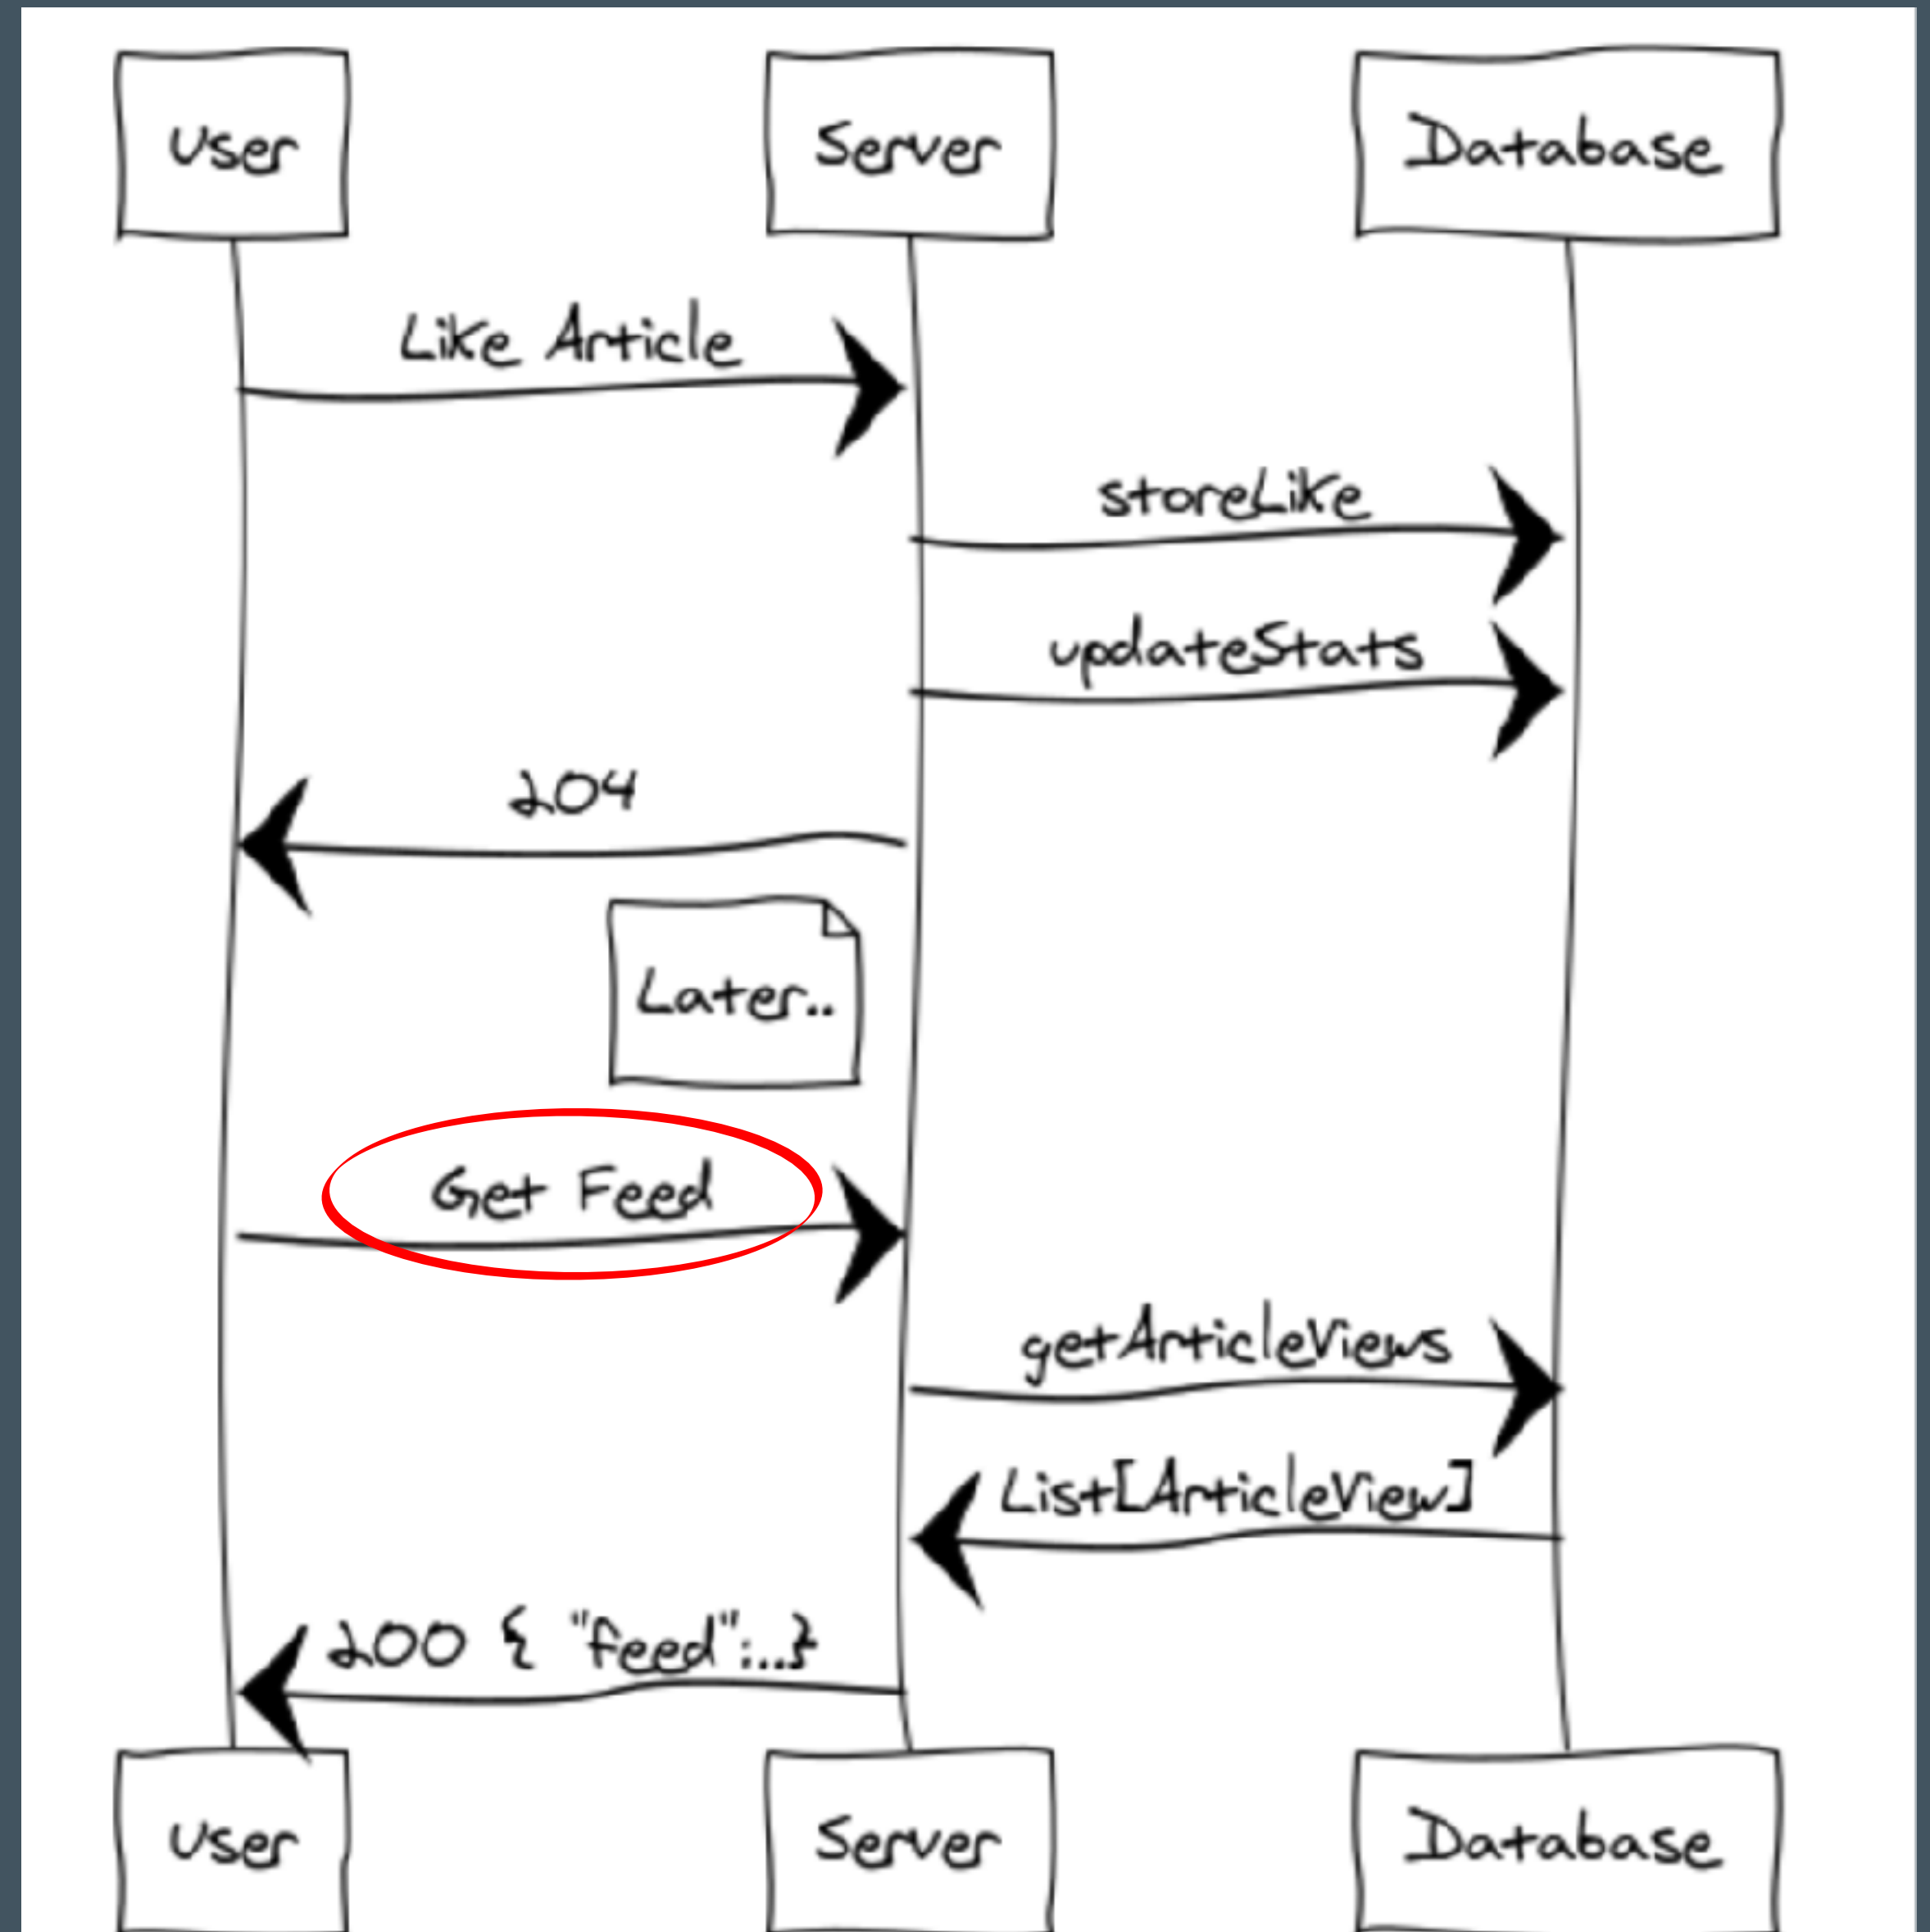 User
Server
Database
Like Article
storeLike
updateStats
204
Later..
Get Feed
getArticleViews
List[ArticleView]
200 { "feed":..}
User
Server
Database